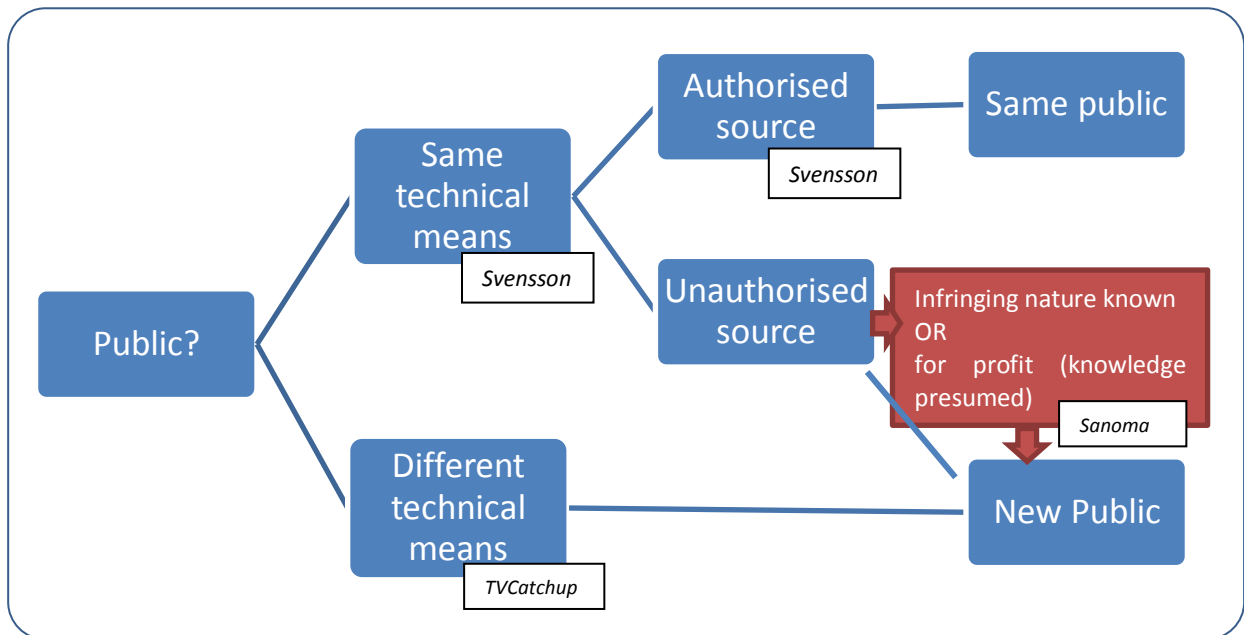 Public?
Same
technical
means
Svensson
Different
technical
means
TVCatchup
Authorised
source
Svensson
Unauthorised
source
Same public
Infringing nature known
OR
for profit (knowledge
presumed)
Sanoma
New Public